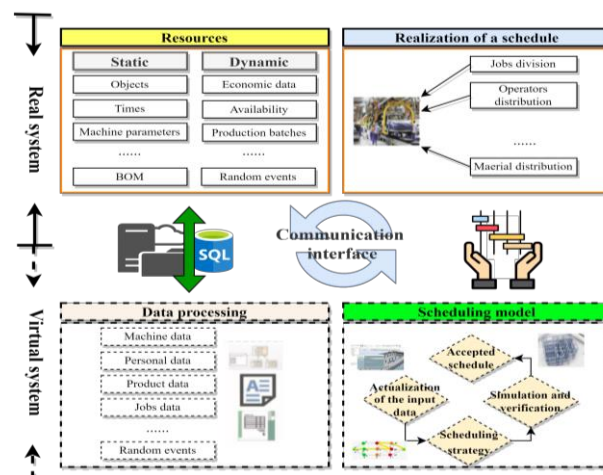 Real system
Resources
Static
Dynamic
Objects
Economic data
Times
Availability
Machine parameters
Production batches
......
......
BOM
Random events
Realization of a schedule
Jobs division
Operators
distribution
......
Maerial distribution
SQL
Communication
interface
Virtual system
Data processing
Machine data
Personal data
Product data
Jobs data
......
Random events
Scheduling model
Accepted
schedule
Actualization
of the input
data
SImulation and
verification
Scheduling
strategy